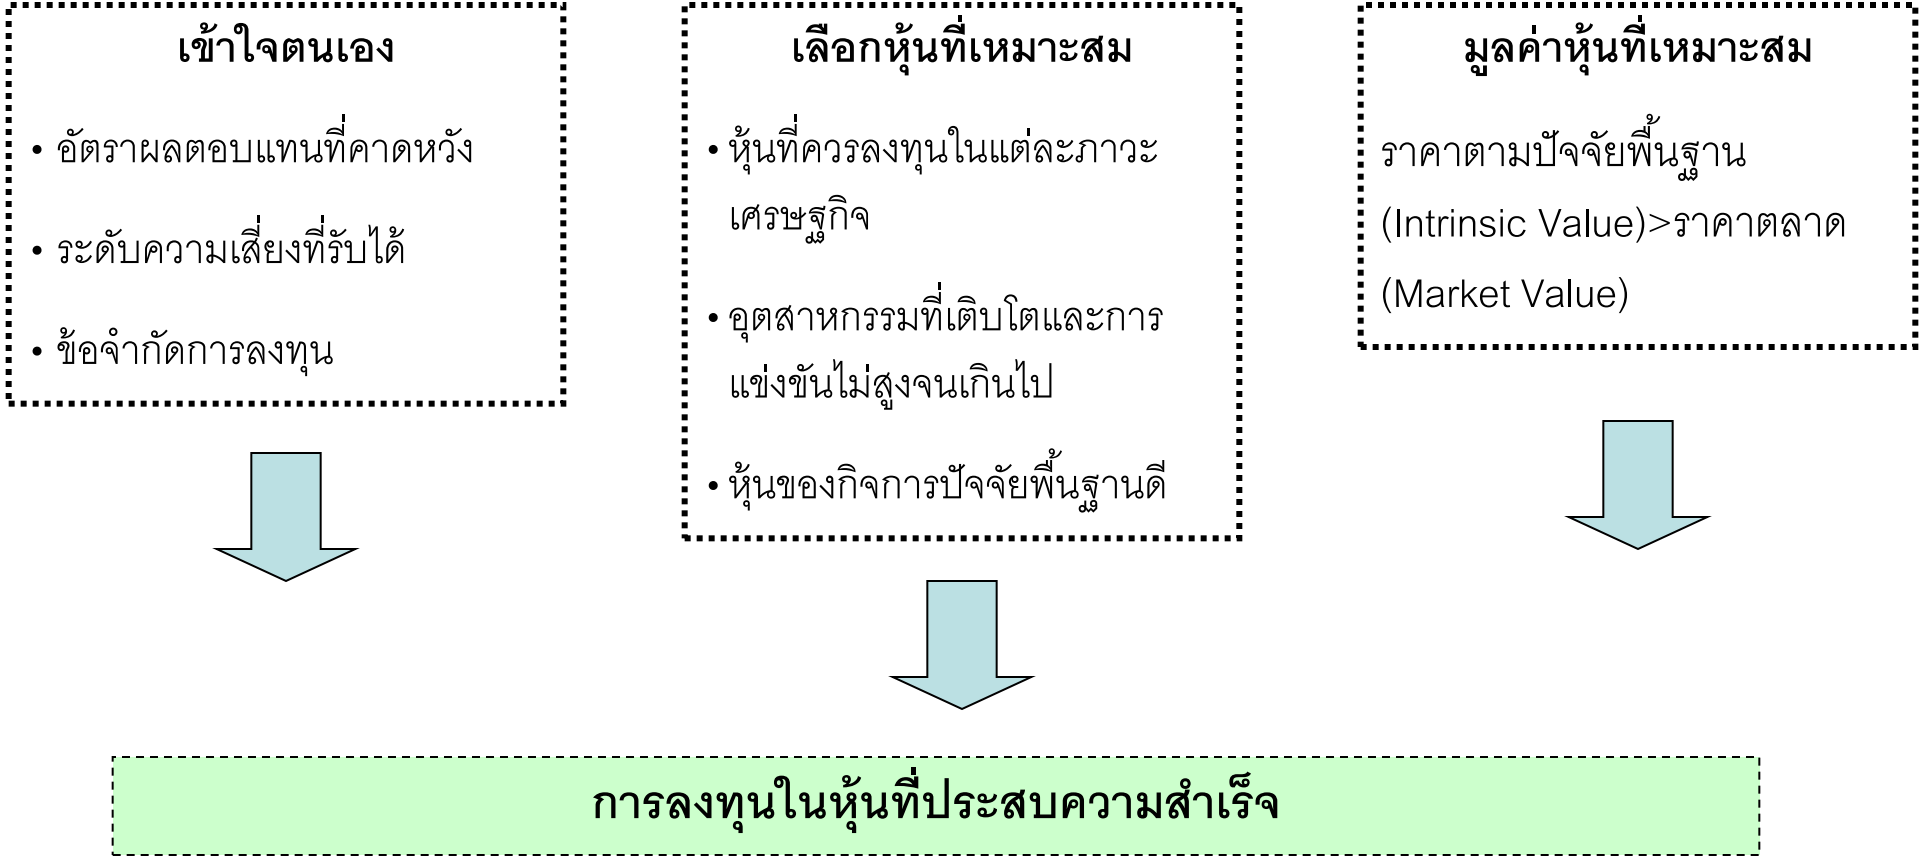 เข้าใจตนเอง
• อัตราผลตอบแทนที่คาดหวัง
• ระดับความเสี่ยงที่รับได้
• ข้อจำกัดการลงทุน
เลือกหุ้นที่เหมาะสม
• หุ้นที่ควรลงทุนในแต่ละภาวะ
เศรษฐกิจ
• อุตสาหกรรมที่เติบโตและการ
แข่งขันไม่สูงจนเกินไป
• หุ้นของกิจการปัจจัยพื้นฐานดี
มูลค่าหุ้นที่เหมาะสม
ราคาตามปัจจัยพื้นฐาน
(Intrinsic Value)>ราคาตลาด
(Market Value)
การลงทุนในหุ้นที่ประสบความสำเร็จ